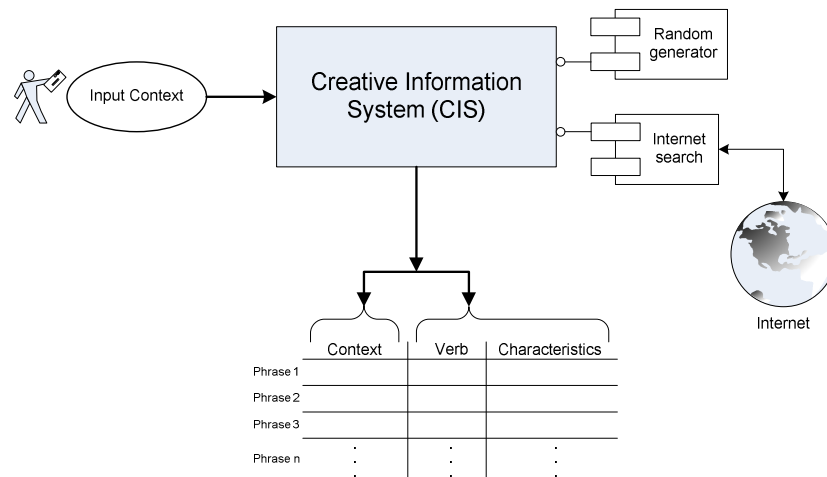 Random
generator
Creative Information
System (CIS)
Input Context
Internet
search
Internet
Context Verb Characteristics
Phrase 1
Phrase 2
Phrase 3
Phrase n